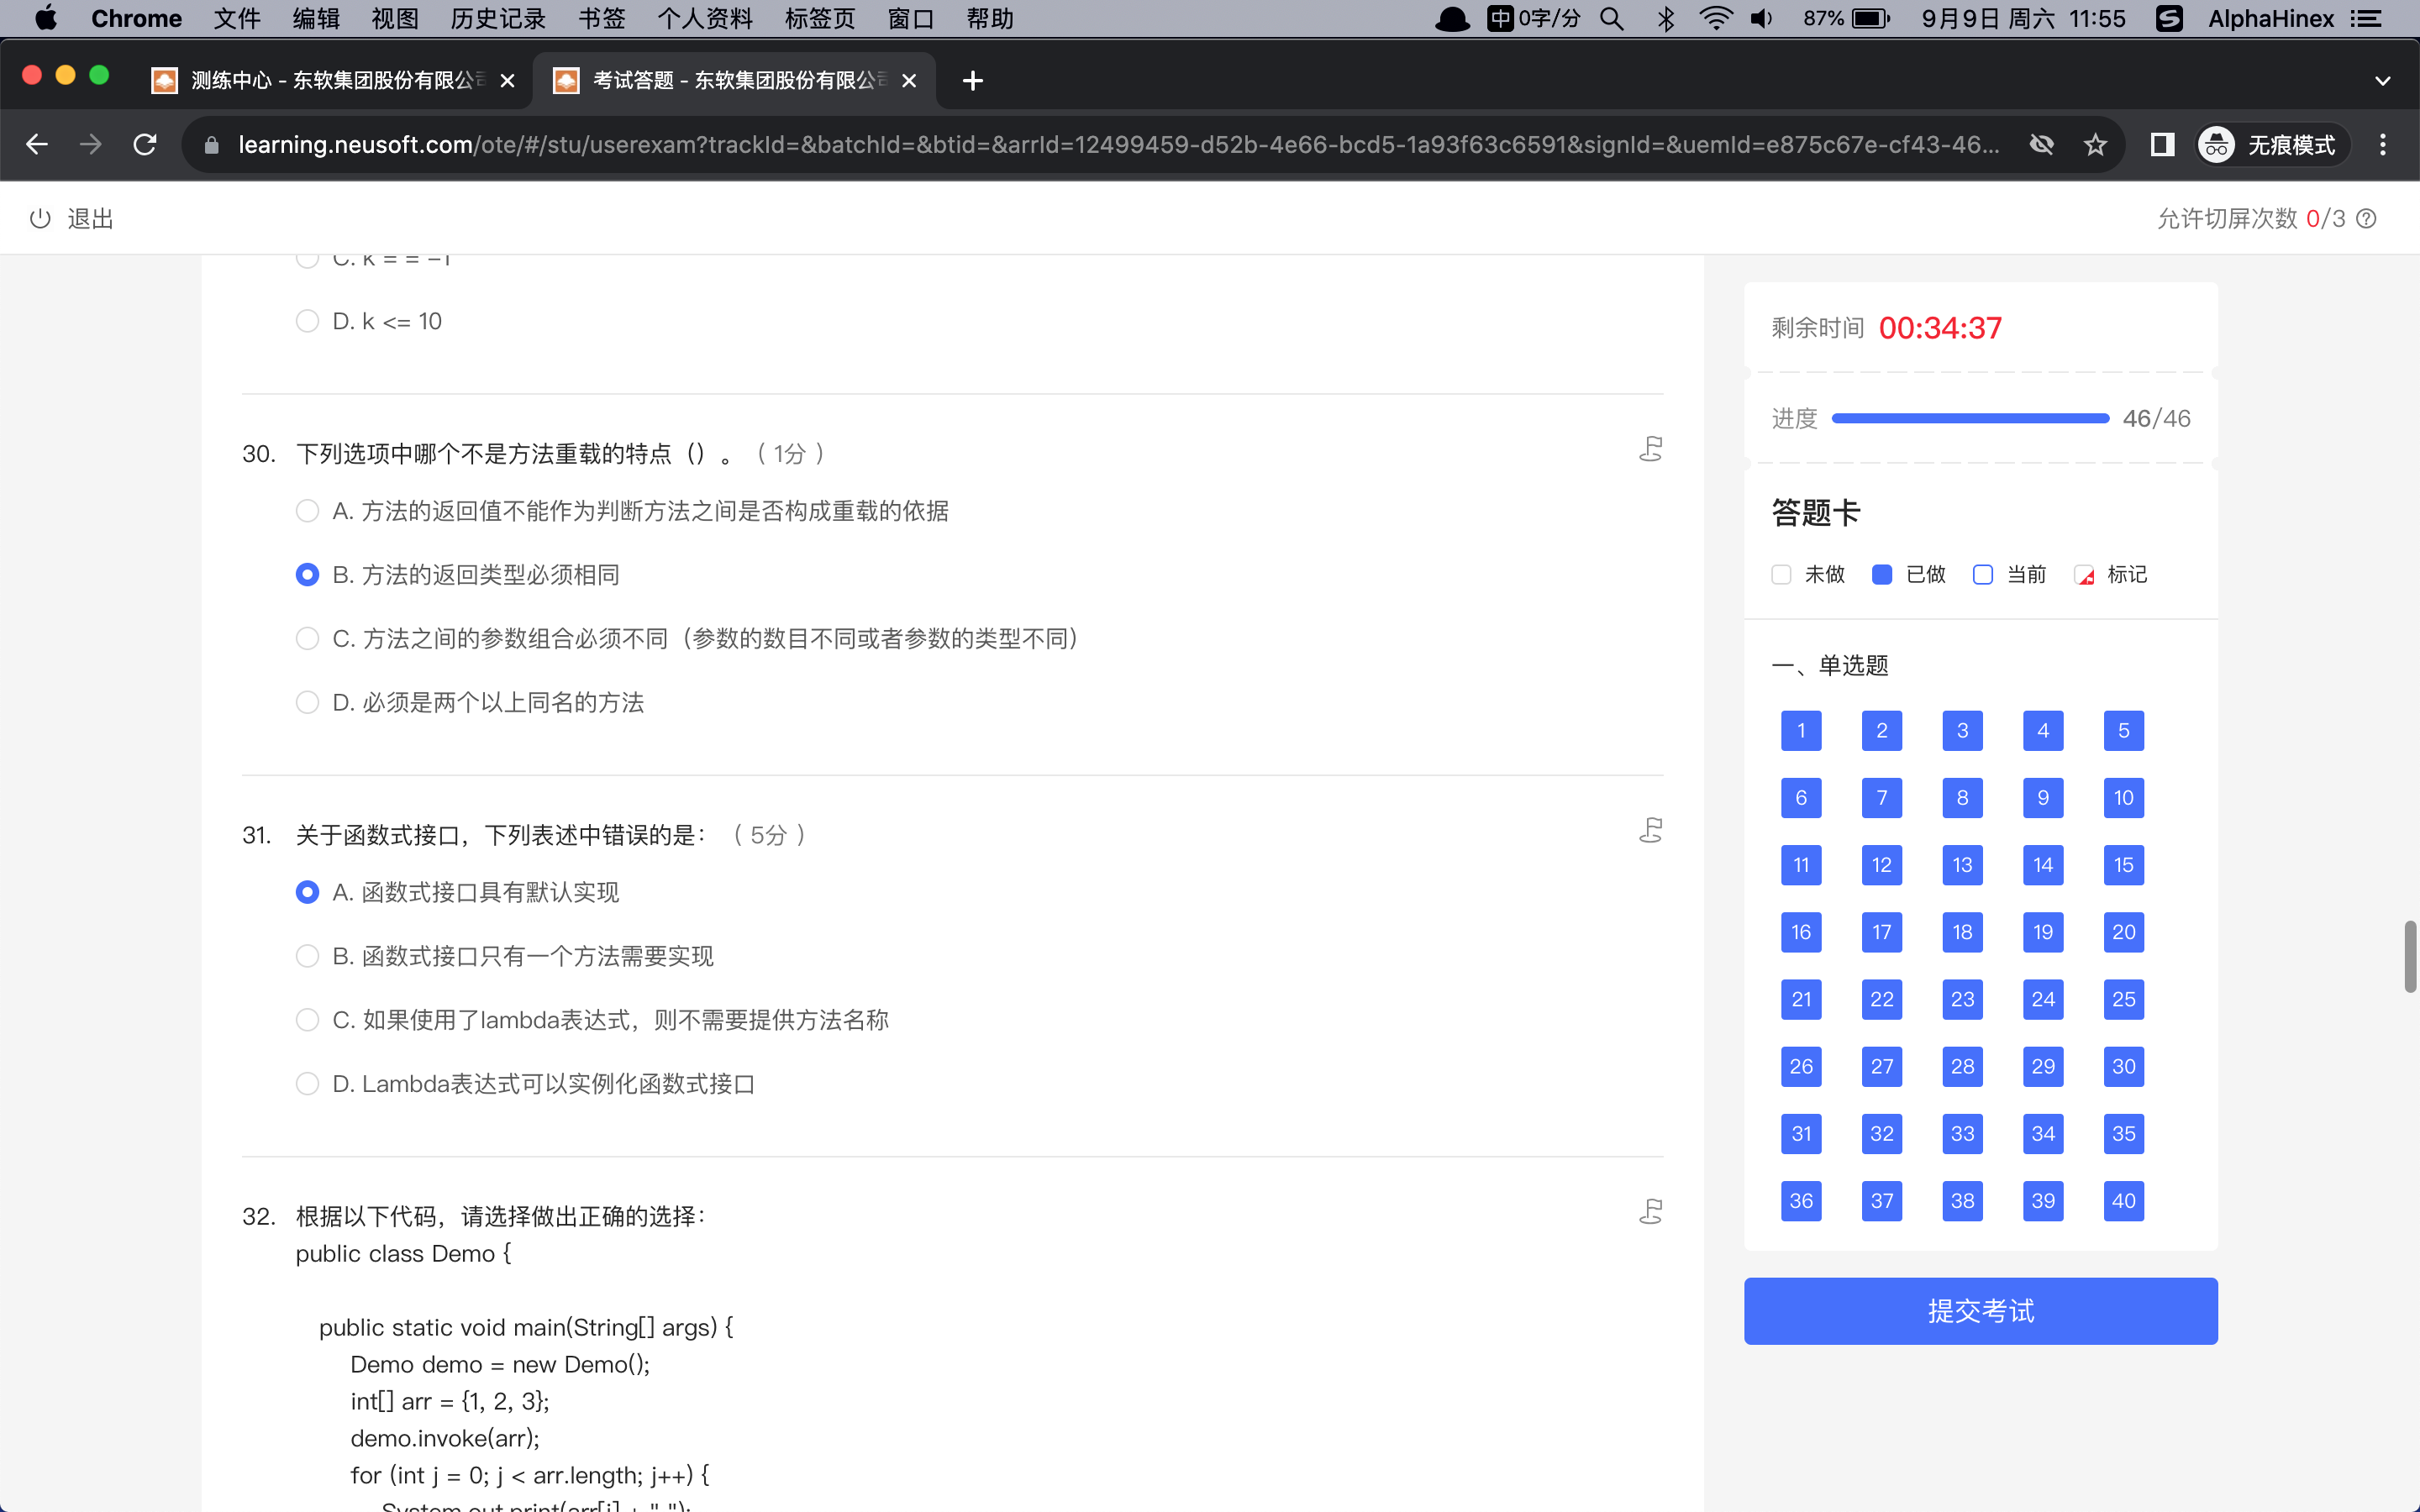 Chrome 文件 编辑 视图 历史记录 书签 个人资料 标签页 窗口 帮助 中 0字/分 87% 9月9日 周六 11:55 S AlphaHinex
测练中心 - 东软集团股份有限公司
考试答题 - 东软集团股份有限公司
learning.neusoft.com/ote/#/stu/userexam?trackId=&batchId=&btid=&arrId=12499459-d52b-4e66-bcd5-1a93f63c6591&signId=&uemId=e875c67e-cf43-46... 无痕模式
退出
允许切屏次数 0/3
C. k = = -1
D. k <= 10
30. 下列选项中哪个不是方法重载的特点（）。（ 1分 ）
A. 方法的返回值不能作为判断方法之间是否构成重载的依据
B. 方法的返回类型必须相同
C. 方法之间的参数组合必须不同（参数的数目不同或者参数的类型不同）
D. 必须是两个以上同名的方法
31. 关于函数式接口，下列表述中错误的是：（ 5分 ）
A. 函数式接口具有默认实现
B. 函数式接口只有一个方法需要实现
C. 如果使用了lambda表达式，则不需要提供方法名称
D. Lambda表达式可以实例化函数式接口
32. 根据以下代码，请选择做出正确的选择：
public class Demo {
public static void main(String[] args) {
Demo demo = new Demo();
int[] arr = {1, 2, 3};
demo.invoke(arr);
for (int j = 0; j < arr.length; j++) {
System.out.print(arr[j] + " ");
剩余时间 00:34:37
进度 46/46
答题卡
未做 已做 当前 标记
一、单选题
1 2 3 4 5
6 7 8 9 10
11 12 13 14 15
16 17 18 19 20
21 22 23 24 25
26 27 28 29 30
31 32 33 34 35
36 37 38 39 40
提交考试